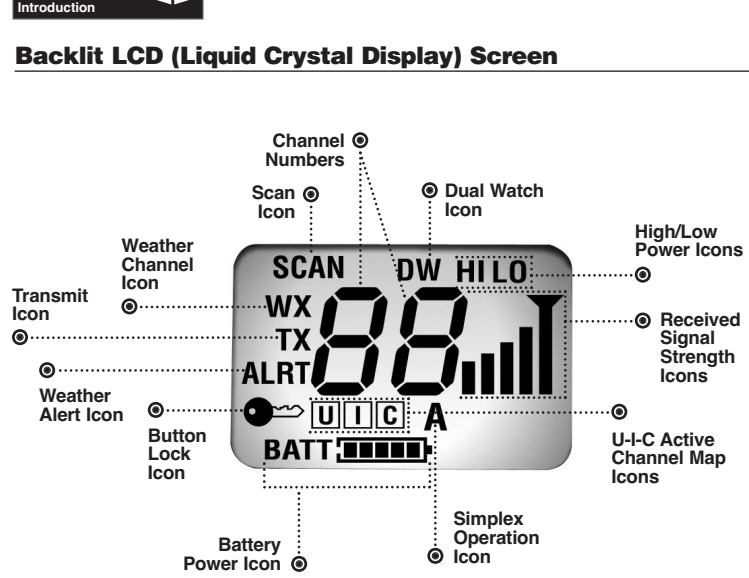 Introduction
Backlit LCD (Liquid Crystal Display) Screen
Channel
Numbers
Scan
Icon
Dual Watch
Icon
High/Low
Power Icons
Weather
Channel
Icon
Transmit
Icon
Received
Signal
Strength
Icons
Weather
Alert Icon
Button
Lock
Icon
U-I-C Active
Channel Map
Icons
Battery
Power Icon
Simplex
Operation
Icon
SCAN DW HI LO
WX 88
TX
ALRT
U I C A
BATT